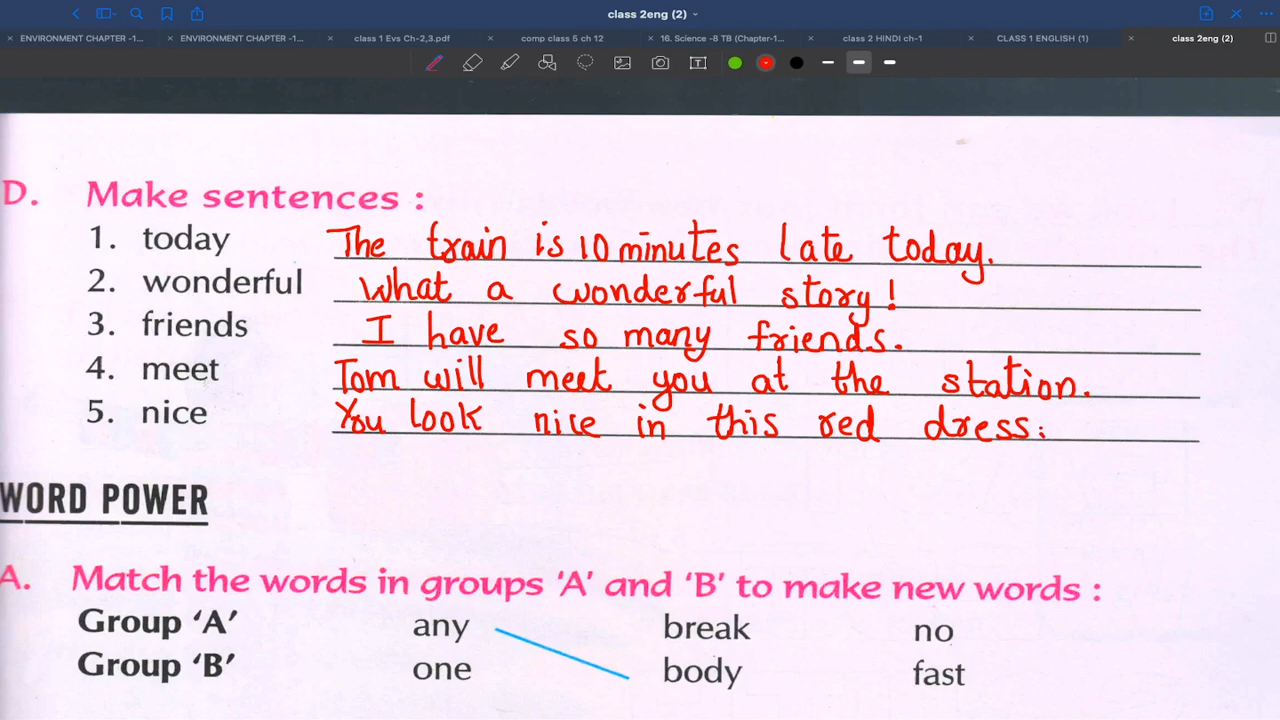 class 2eng (2)
ENVIRONMENT CHAPTER -1... ENVIRONMENT CHAPTER -1... class 1 Evs Ch-2,3.pdf comp class 5 ch 12 16. Science -8 TB (Chapter-1... class 2 HINDI ch-1 CLASS 1 ENGLISH (1) class 2eng (2)
T
D. Make sentences :
1. today The train is 10 minutes late today.
2. wonderful What a wonderful story!
3. friends I have so many friends.
4. meet Tom will meet you at the station.
5. nice You look nice in this red dress.
WORD POWER
A. Match the words in groups ‘A’ and ‘B’ to make new words :
Group ‘A’ any break no
Group ‘B’ one body fast